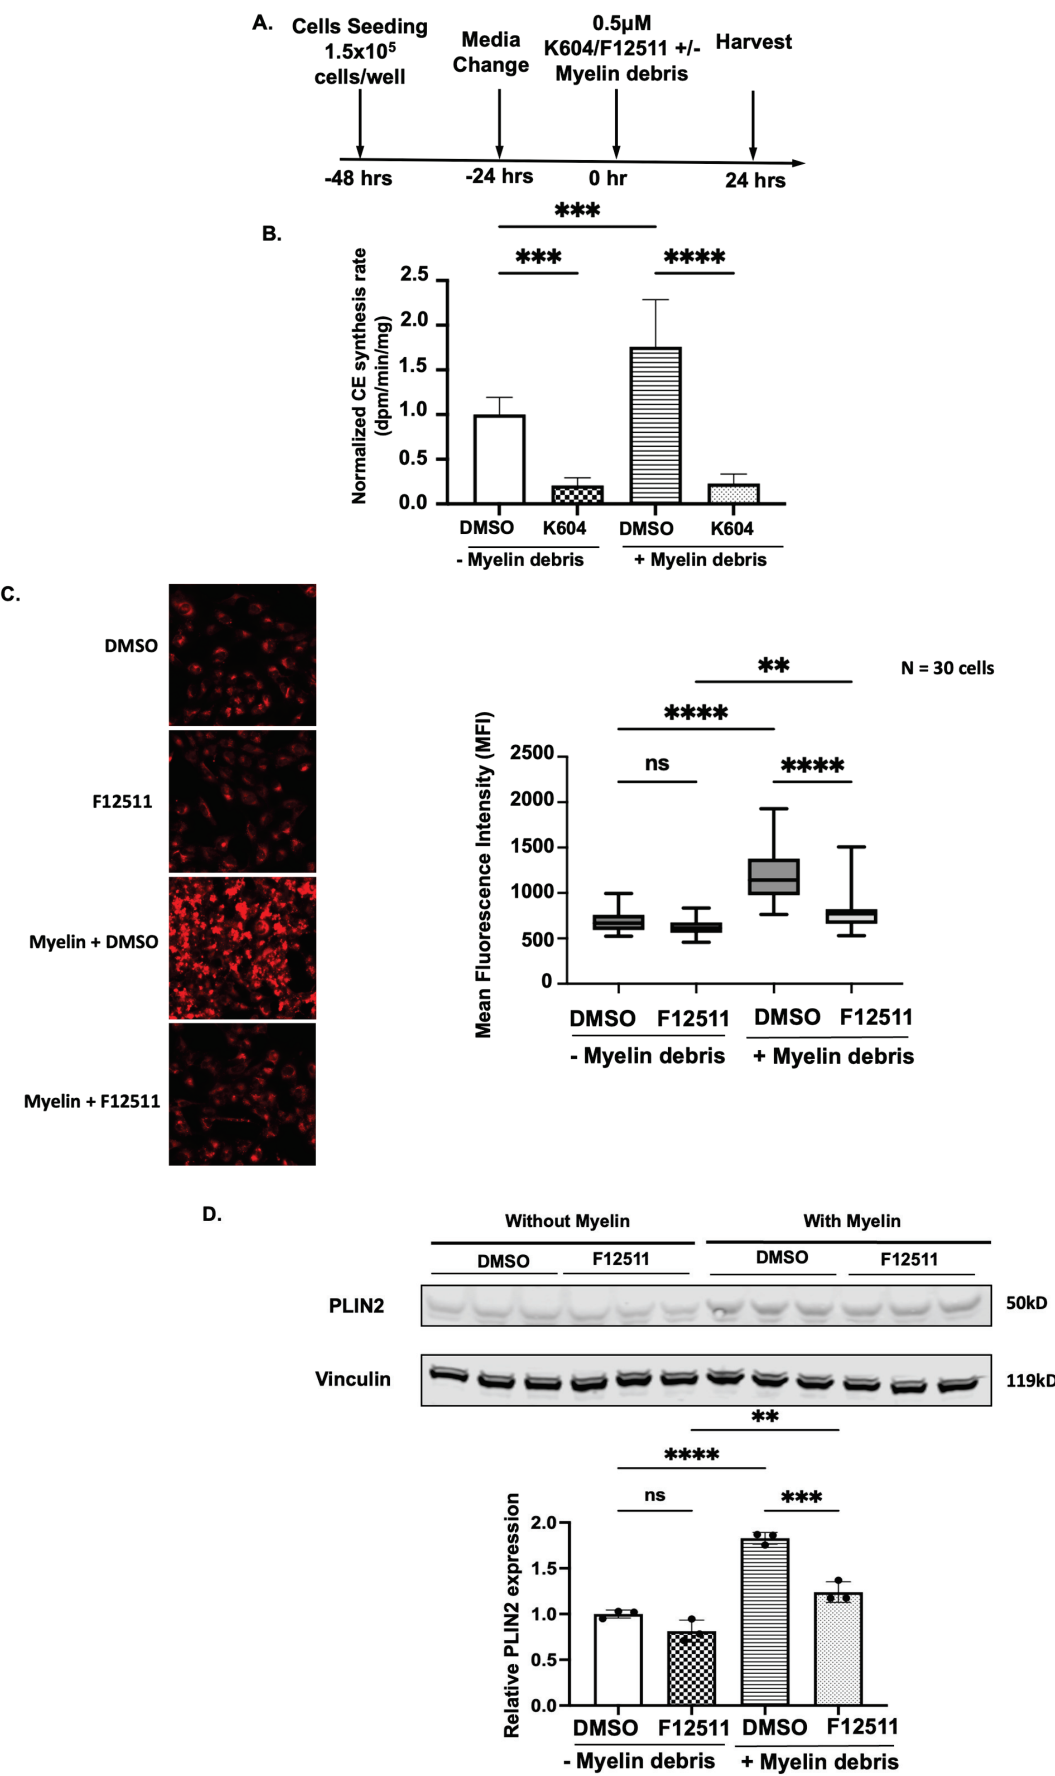 A.
Cells Seeding
1.5x10⁵
cells/well
Media
Change
0.5µM
K604/F12511 +/-
Myelin debris
Harvest
-48 hrs
-24 hrs
0 hr
24 hrs
B.
***
***
****
Normalized CE synthesis rate
(dpm/min/mg)
2.5
2.0
1.5
1.0
0.5
0.0
DMSO
K604
DMSO
K604
- Myelin debris
+ Myelin debris
C.
DMSO
F12511
Myelin + DMSO
Myelin + F12511
N = 30 cells
**
****
ns
****
Mean Fluorescence Intensity (MFI)
2500
2000
1500
1000
500
0
DMSO
F12511
DMSO
F12511
- Myelin debris
+ Myelin debris
D.
Without Myelin
With Myelin
DMSO
F12511
DMSO
F12511
PLIN2
50kD
Vinculin
119kD
**
****
ns
***
Relative PLIN2 expression
2.0
1.5
1.0
0.5
0.0
DMSO
F12511
DMSO
F12511
- Myelin debris
+ Myelin debris